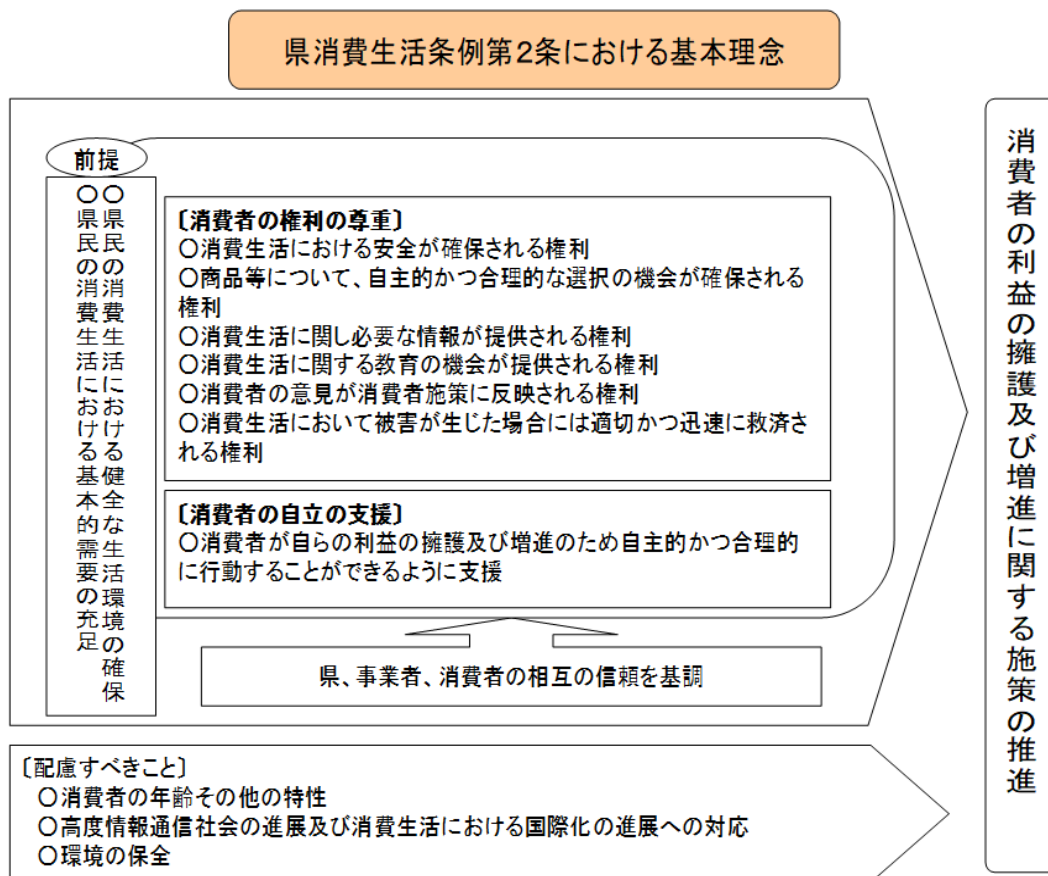 県消費生活条例第2条における基本理念
前提
〇県民の消費生活における健全な生活環境の確保
〇県民の消費生活における基本的需要の充足
〔消費者の権利の尊重〕
〇消費生活における安全が確保される権利
〇商品等について、自主的かつ合理的な選択の機会が確保される
権利
〇消費生活に関し必要な情報が提供される権利
〇消費生活に関する教育の機会が提供される権利
〇消費者の意見が消費者施策に反映される権利
〇消費生活において被害が生じた場合には適切かつ迅速に救済さ
れる権利
〔消費者の自立の支援〕
〇消費者が自らの利益の擁護及び増進のため自主的かつ合理的
に行動することができるように支援
県、事業者、消費者の相互の信頼を基調
〔配慮すべきこと〕
〇消費者の年齢その他の特性
〇高度情報通信社会の進展及び消費生活における国際化の進展への対応
〇環境の保全
消費者の利益の擁護及び増進に関する施策の推進